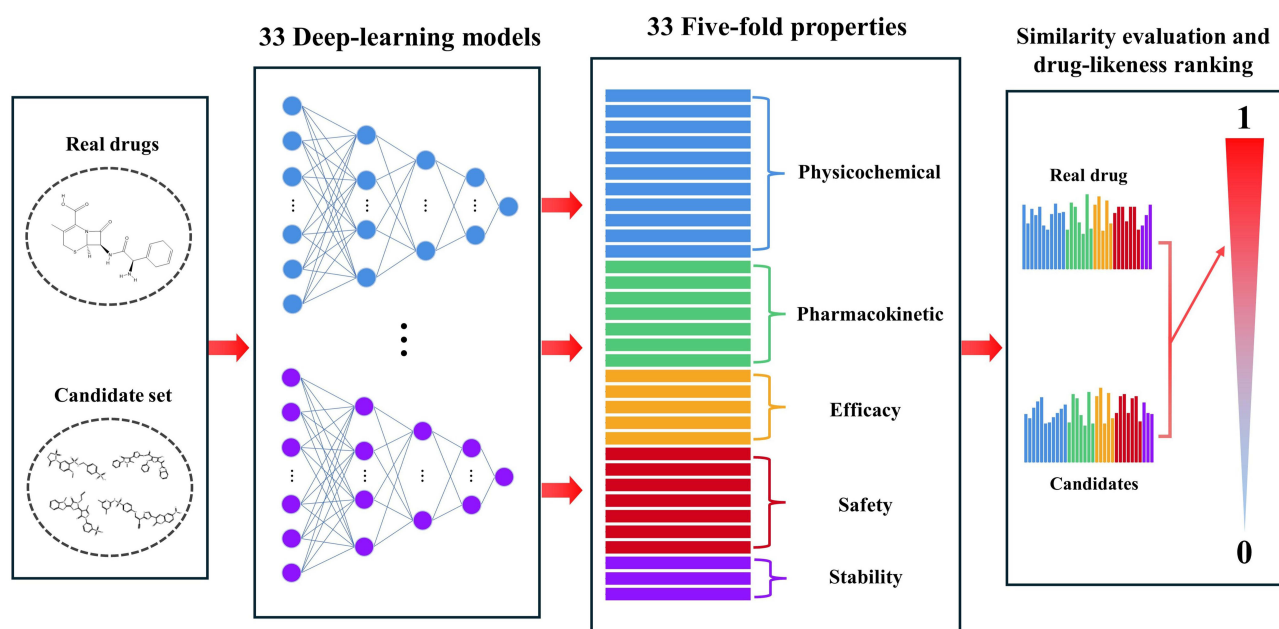 33 Deep-learning models
33 Five-fold properties
Similarity evaluation and
drug-likeness ranking
Real drugs
Candidate set
Physicochemical
Pharmacokinetic
Efficacy
Safety
Stability
Real drug
Candidates
1
0